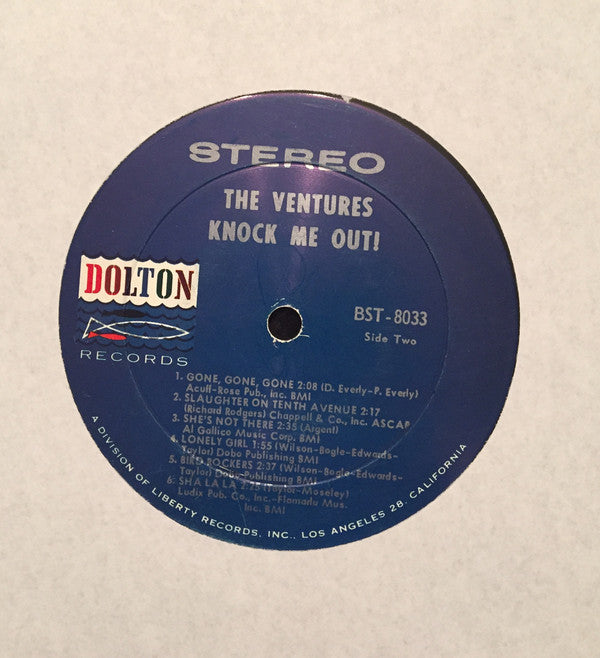 STEREO
THE VENTURES
KNOCK ME OUT!
DOLTON
RECORDS
BST-8033
Side Two
1. GONE, GONE, GONE 2:08 (D. Everly-P. Everly)
Acuff-Rose Pub., Inc. BMI
2. SLAUGHTER ON TENTH AVENUE 2:17
(Richard Rodgers) Chappell & Co., Inc. ASCAP
3. SHE'S NOT THERE 2:35 (Argent)
Al Gallico Music Corp. BMI
4. LONELY GIRL 1:55 (Wilson-Bogle-Edwards-
Taylor) Dobo Publishing BMI
5. BIRD ROCKERS 2:37 (Wilson-Bogle-Edwards-
Taylor) Dobo Publishing BMI
6. SHA LA LA (Taylor-Moseley)
Ludix Pub. Co., Inc.-Flomarlu Mus.
Inc. BMI
A DIVISION OF LIBERTY RECORDS, INC., LOS ANGELES 28, CALIFORNIA